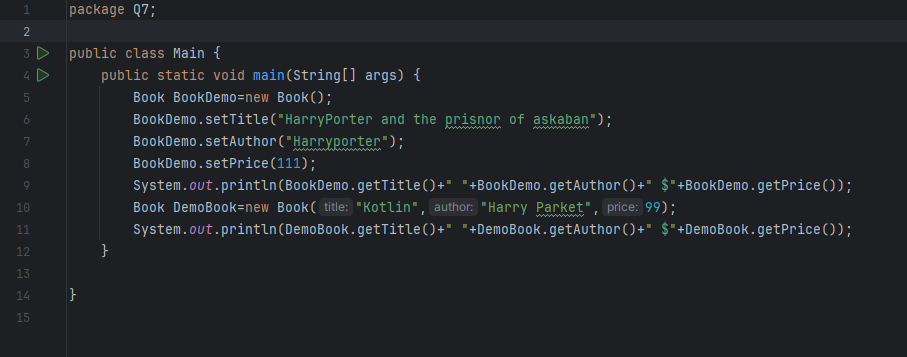 1 package Q7;
2
3 public class Main {
4 public static void main(String[] args) {
5 Book BookDemo=new Book();
6 BookDemo.setTitle("HarryPorter and the prisnor of askaban");
7 BookDemo.setAuthor("Harryporter");
8 BookDemo.setPrice(111);
9 System.out.println(BookDemo.getTitle()+" "+BookDemo.getAuthor()+" $"+BookDemo.getPrice());
10 Book DemoBook=new Book( title: "Kotlin", author: "Harry Parket", price: 99);
11 System.out.println(DemoBook.getTitle()+" "+DemoBook.getAuthor()+" $"+DemoBook.getPrice());
12 }
13
14 }
15